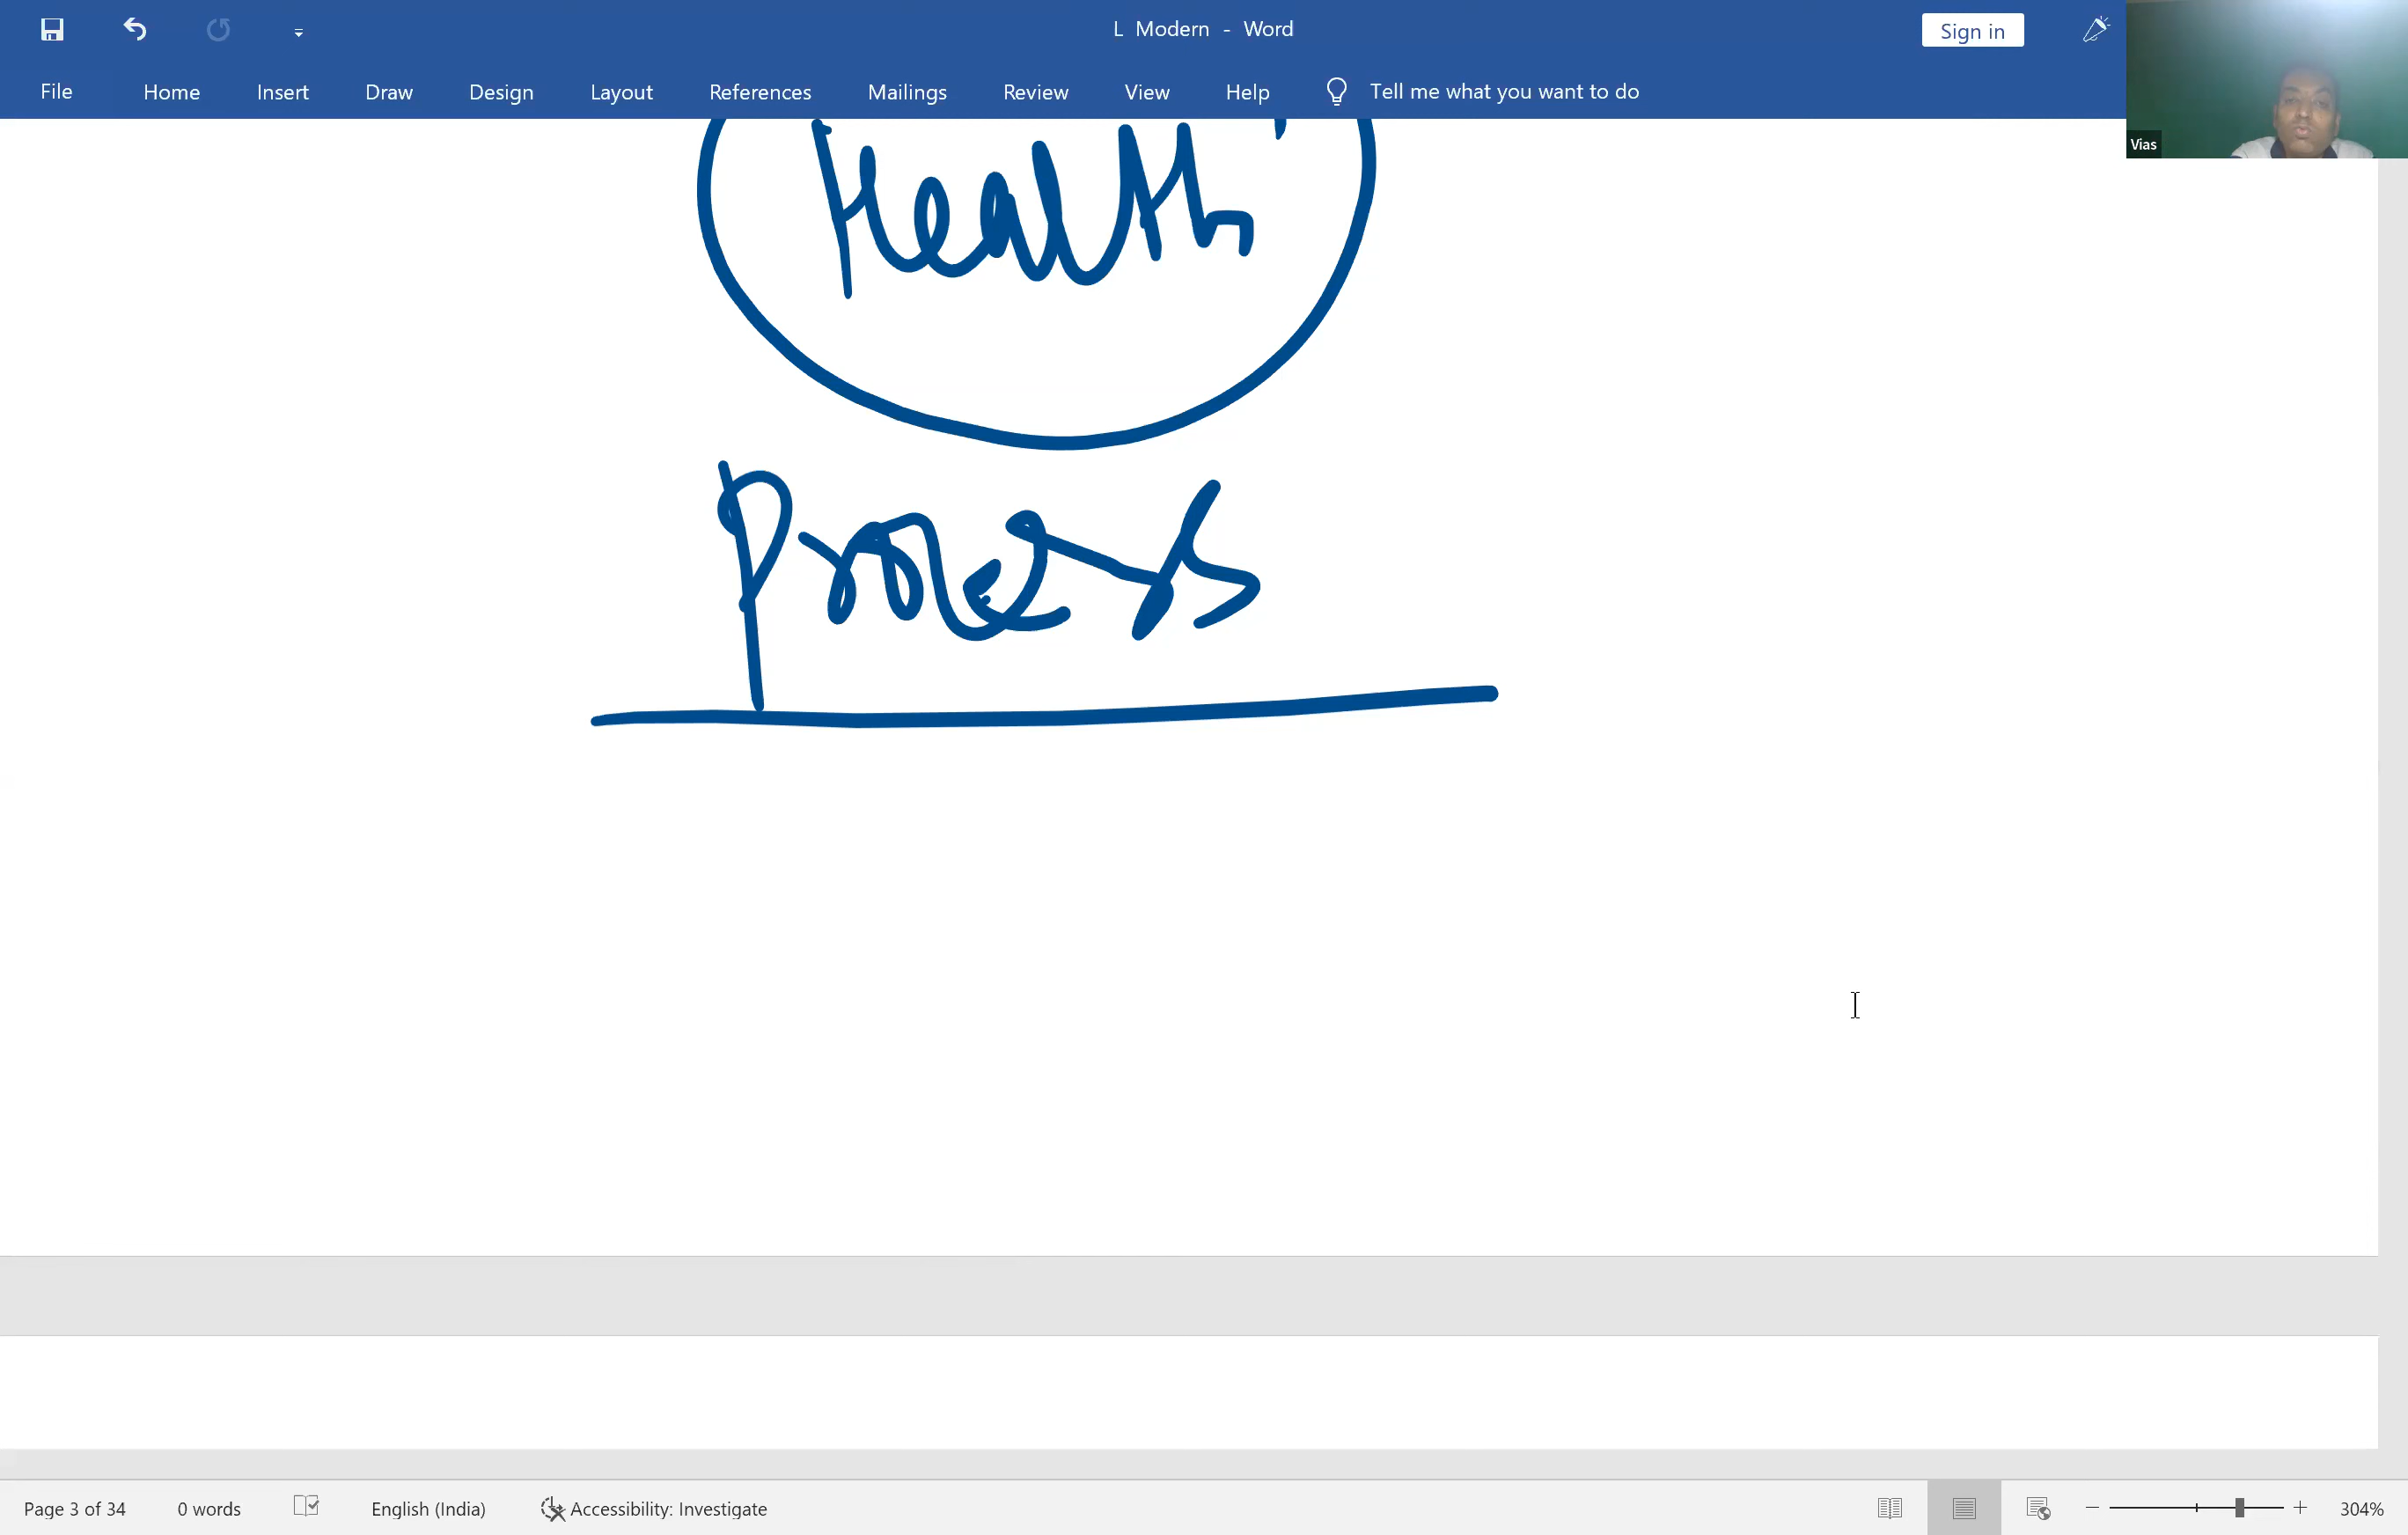 L Modern - Word
Sign in
File Home Insert Draw Design Layout References Mailings Review View Help Tell me what you want to do
Vias
Health
Process
Page 3 of 34 0 words English (India) Accessibility: Investigate 304%